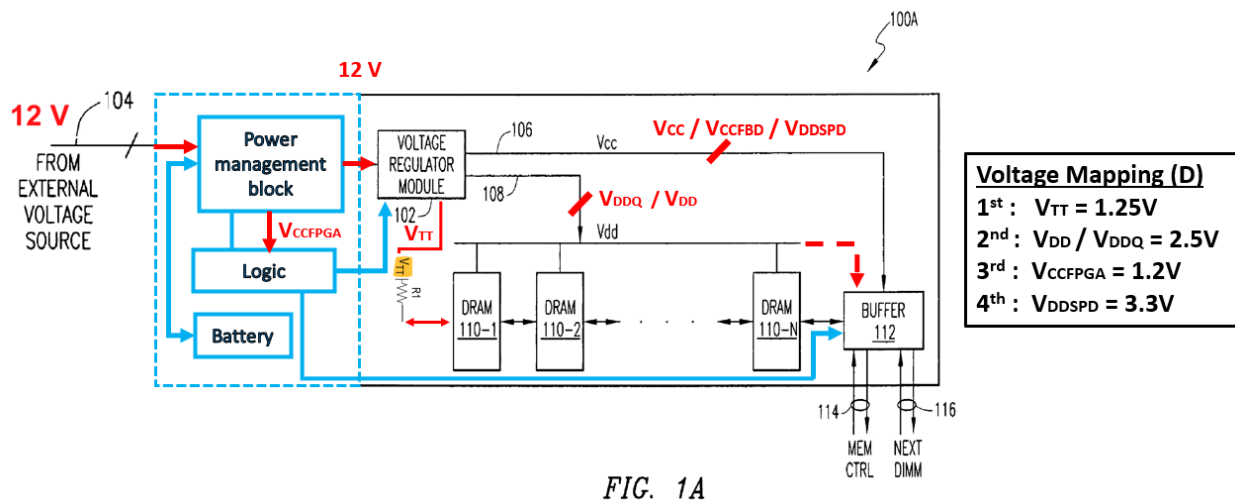 100A
12 V
12 V
104
FROM
EXTERNAL
VOLTAGE
SOURCE
Power
management
block
VOLTAGE
REGULATOR
MODULE
102
106
Vcc
VCC / VCCFBD / VDDSPD
108
VDDQ / VDD
Vdd
VCCFPGA
VTT
VTT
R1
Logic
Battery
DRAM
110-1
DRAM
110-2
. . . . .
DRAM
110-N
BUFFER
112
114
116
MEM
CTRL
NEXT
DIMM
Voltage Mapping (D)
1st : VTT = 1.25V
2nd : VDD / VDDQ = 2.5V
3rd : VCCFPGA = 1.2V
4th : VDDSPD = 3.3V
FIG. 1A